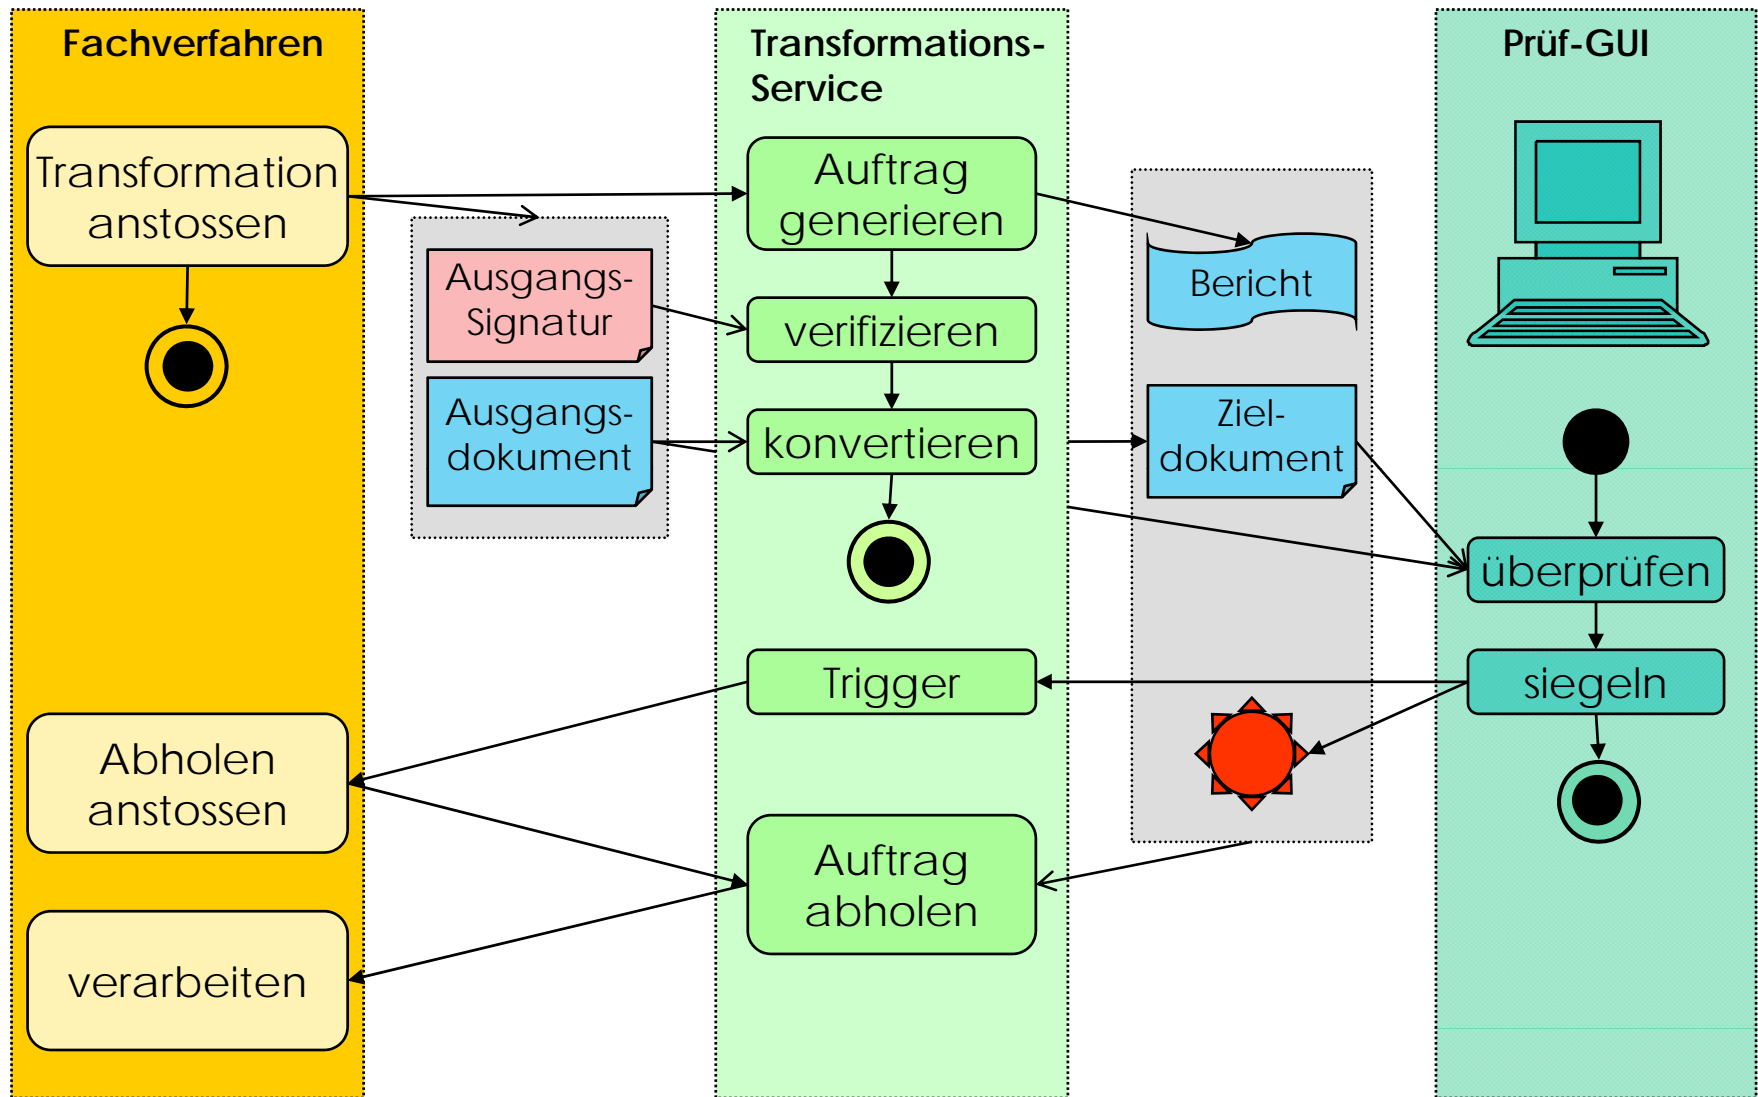 Fachverfahren
Transformation
anstossen
Abholen
anstossen
verarbeiten
Ausgangs-
Signatur
Ausgangs-
dokument
Transformations-
Service
Auftrag
generieren
verifizieren
konvertieren
Trigger
Auftrag
abholen
Bericht
Ziel-
dokument
Prüf-GUI
überprüfen
siegeln